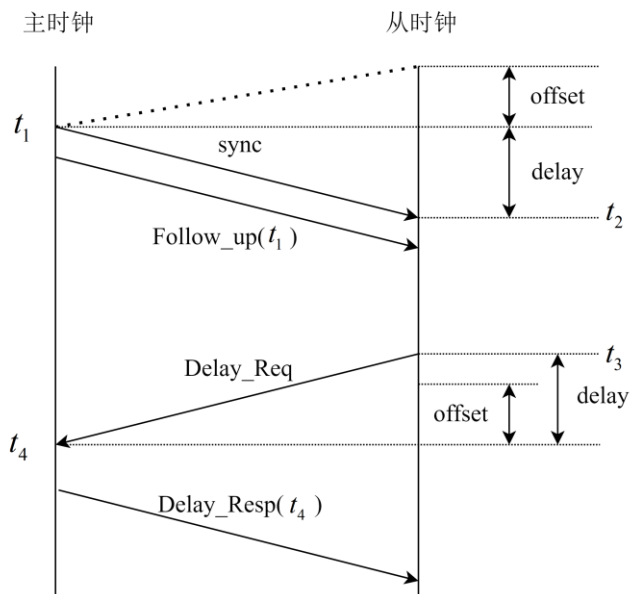 主时钟
从时钟
offset
t1
sync
delay
t2
Follow_up(t1)
Delay_Req
t3
offset
delay
t4
Delay_Resp(t4)